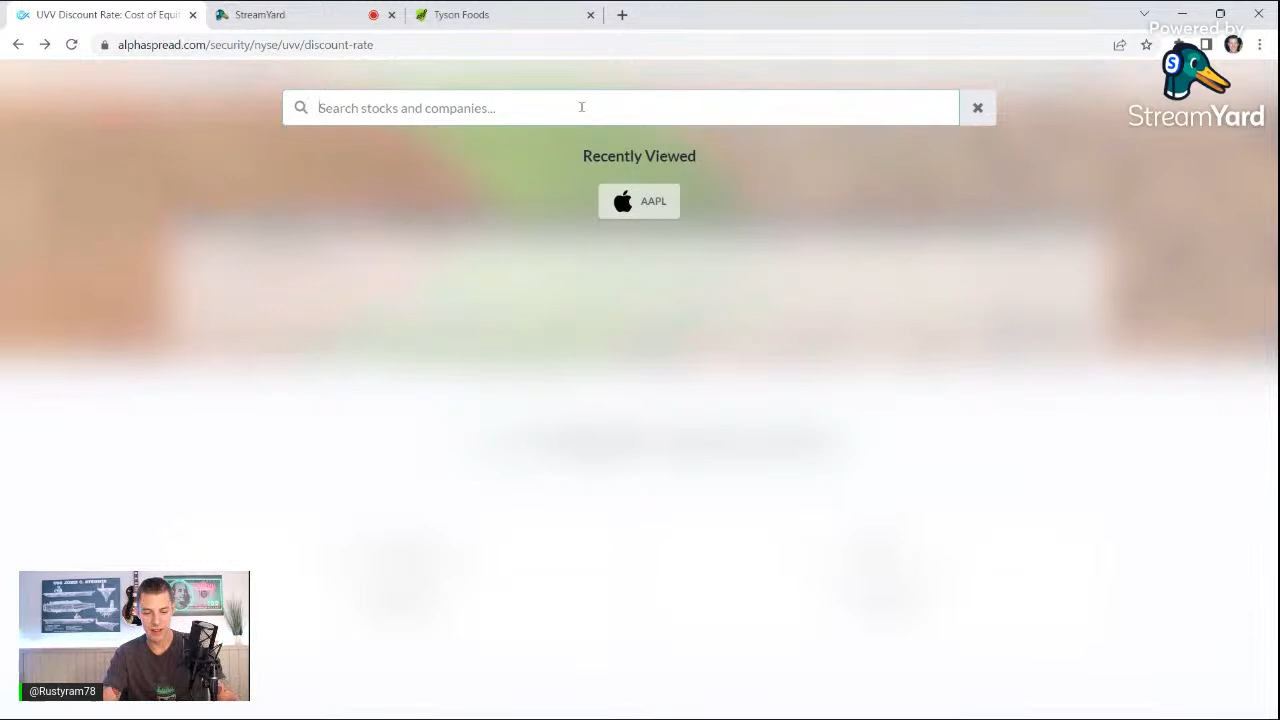 UVV Discount Rate: Cost of Equit
StreamYard
Tyson Foods
alphaspread.com/security/nyse/uvv/discount-rate
Powered by
S
StreamYard
Search stocks and companies...
Recently Viewed
AAPL
@Rustyram78